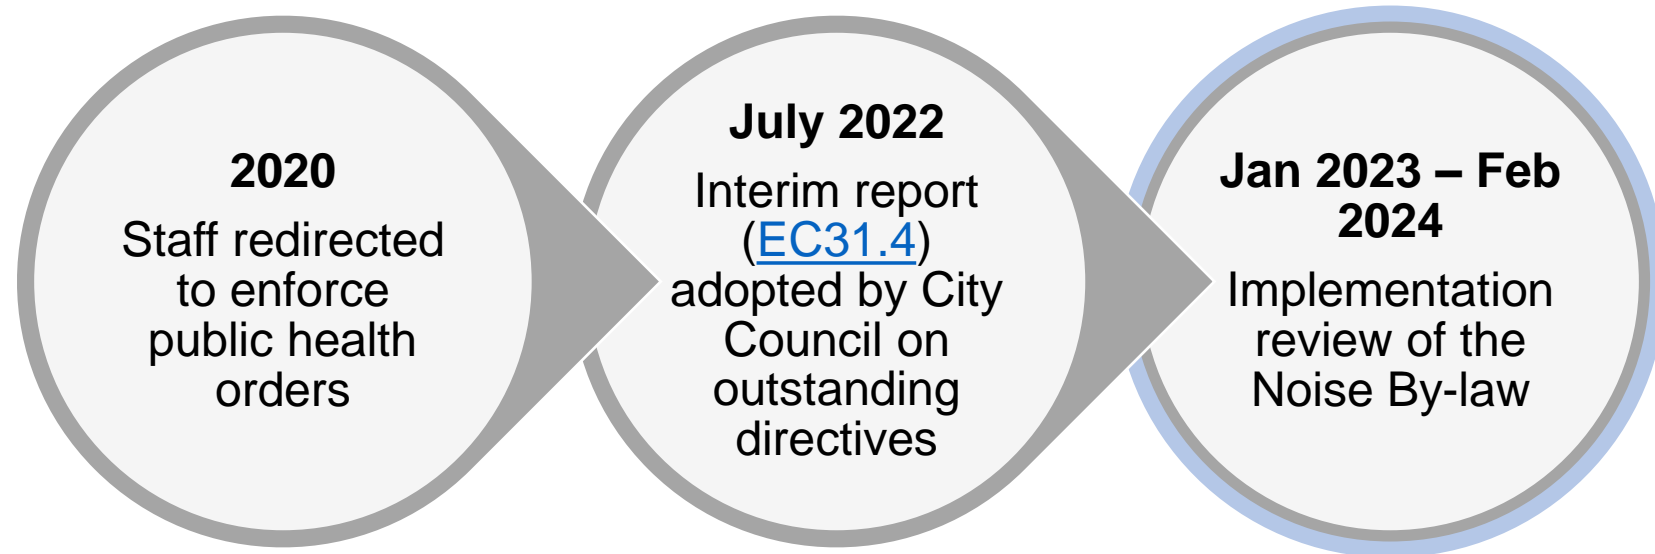 2020
Staff redirected
to enforce
public health
orders
July 2022
Interim report
(EC31.4)
adopted by City
Council on
outstanding
directives
Jan 2023 – Feb
2024
Implementation
review of the
Noise By-law